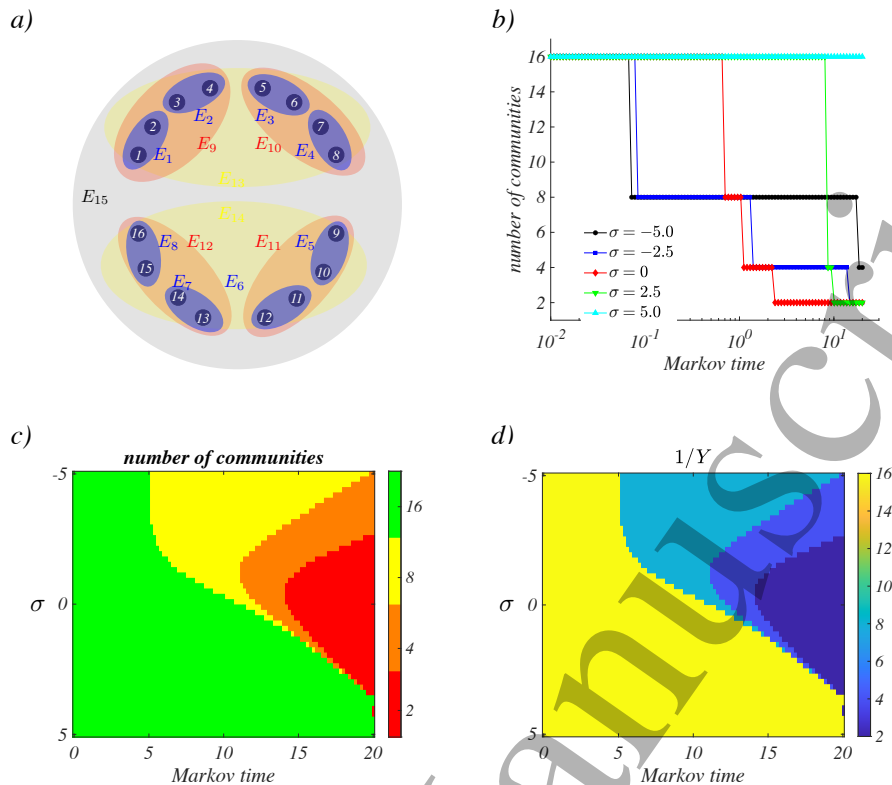 a)
4
5
3
6
2
E2
E3
7
1
E1
E9
E10
E4
8
E13
E15
E14
16
E8
E12
E11
E5
9
15
E7
E6
10
14
11
13
12
b)
number of communities
16
14
12
10
8
6
4
2
σ = −5.0
σ = −2.5
σ = 0
σ = 2.5
σ = 5.0
10-2
10-1
100
101
Markov time
c)
number of communities
-5
σ
0
5
0
5
10
15
20
Markov time
16
8
4
2
d)
1/Y
-5
σ
0
5
0
5
10
15
20
Markov time
16
14
12
10
8
6
4
2